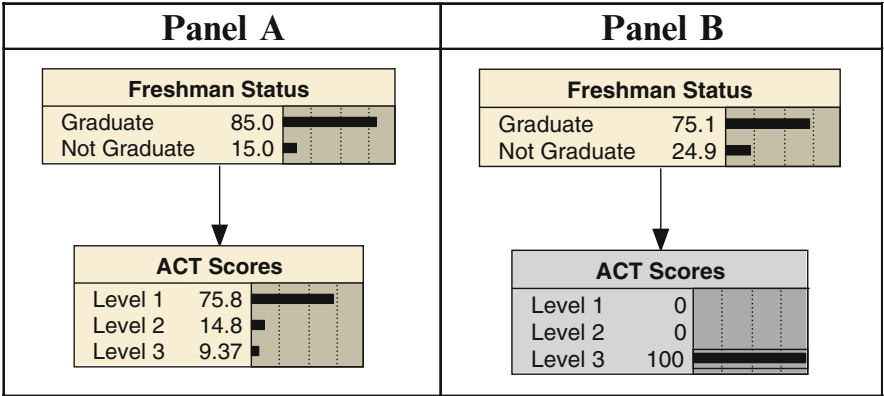 Panel A
Panel B
Freshman Status
Graduate 85.0
Not Graduate 15.0
ACT Scores
Level 1 75.8
Level 2 14.8
Level 3 9.37
Freshman Status
Graduate 75.1
Not Graduate 24.9
ACT Scores
Level 1 0
Level 2 0
Level 3 100